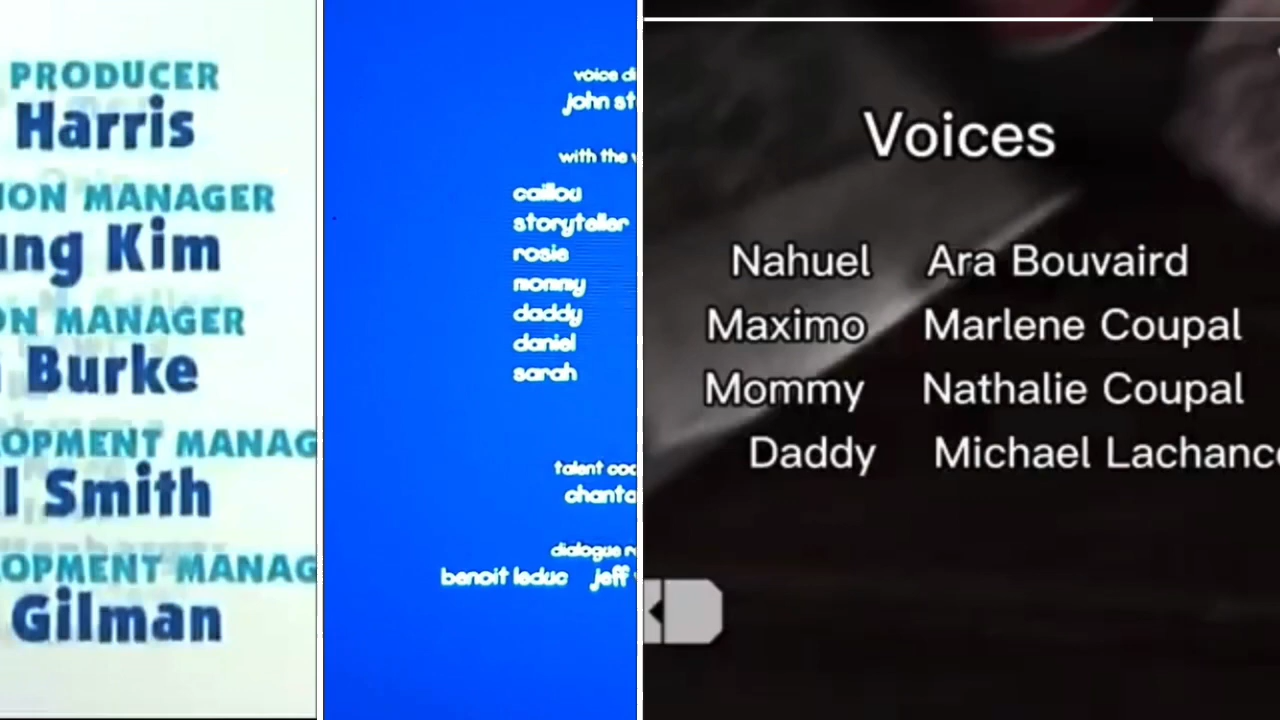 PRODUCER
Harris
ION MANAGER
ung Kim
ON MANAGER
Burke
OPMENT MANAG
l Smith
OPMENT MANAG
Gilman
voice di
john st
with the v
caillou
storyteller
rosie
mommy
daddy
daniel
sarah
talent coo
chanta
dialogue r
benoit leduc jeff
Voices
Nahuel Ara Bouvaird
Maximo Marlene Coupal
Mommy Nathalie Coupal
Daddy Michael Lachance